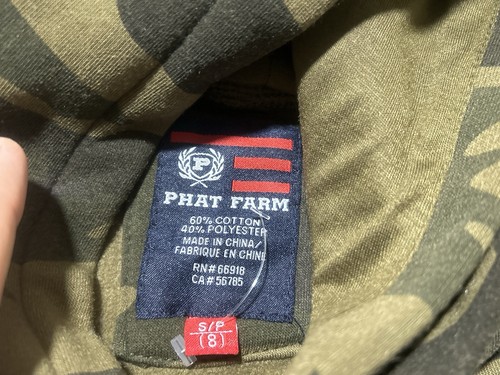 P
PHAT FARM
60% COTTON
40% POLYESTER
MADE IN CHINA/
FABRIQUE EN CHINE
RN# 66918
CA# 56785
S/P
(8)